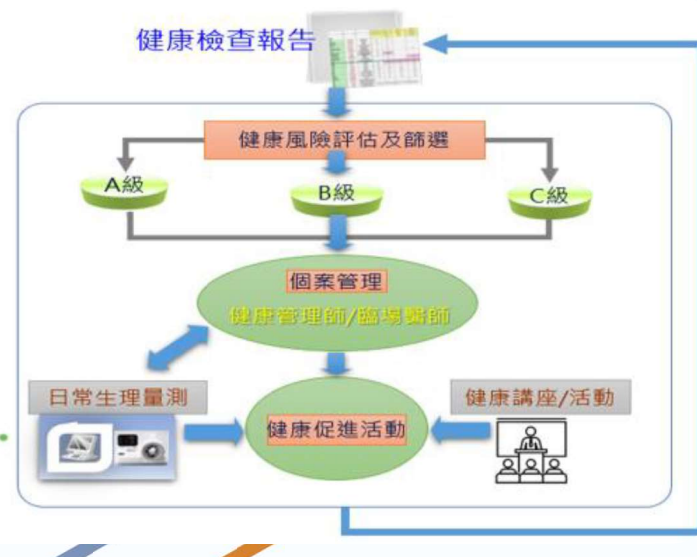 健康檢查報告
健康風險評估及篩選
A級
B級
C級
個案管理
健康管理師/臨場醫師
日常生理量測
健康促進活動
健康講座/活動